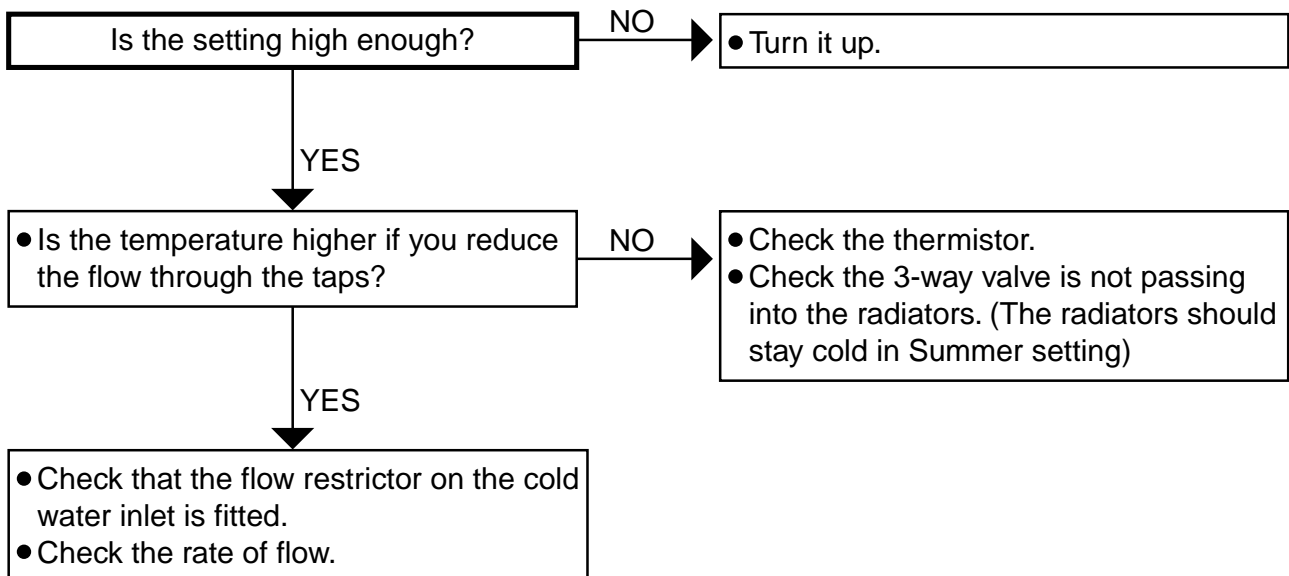 Is the setting high enough?
NO
● Turn it up.
YES
● Is the temperature higher if you reduce
the flow through the taps?
NO
● Check the thermistor.
● Check the 3-way valve is not passing
into the radiators. (The radiators should
stay cold in Summer setting)
YES
● Check that the flow restrictor on the cold
water inlet is fitted.
● Check the rate of flow.